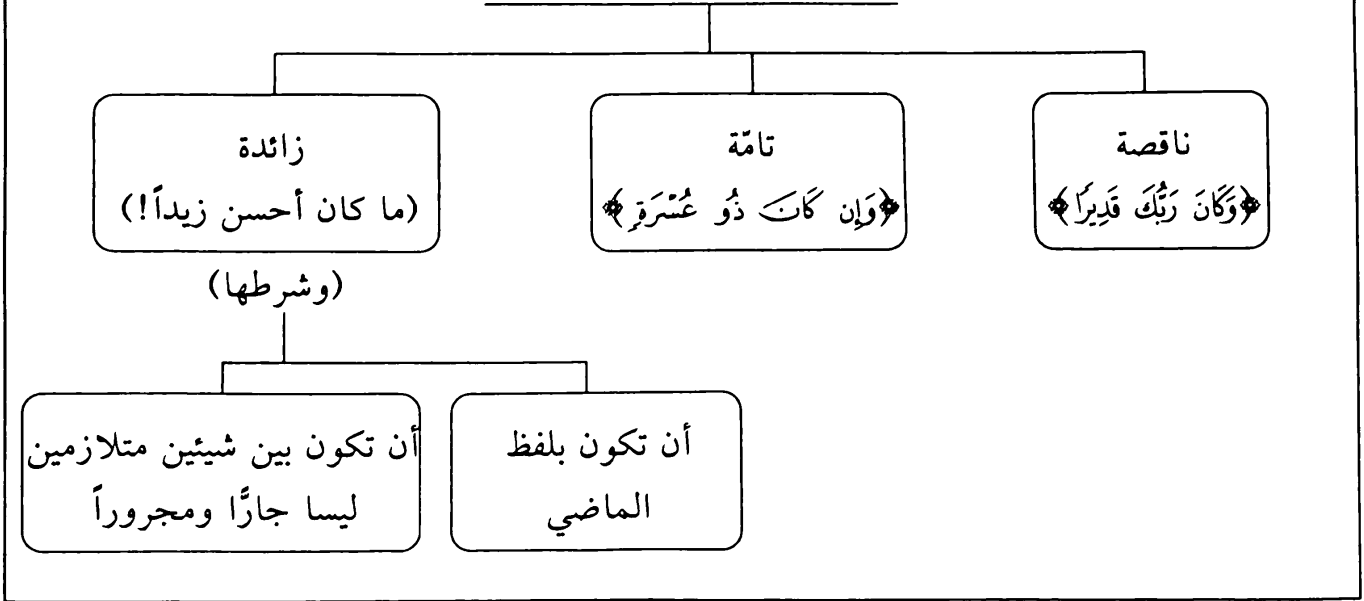 ناقصة
﴿وَكَانَ رَبُّكَ قَدِيرًا﴾
تامّة
﴿وَإِن كَانَ ذُو عُسْرَةٍ﴾
زائدة
(ما كان أحسن زيداً!)
(وشرطها)
أن تكون بلفظ
الماضي
أن تكون بين شيئين متلازمين
ليسا جارًّا ومجروراً